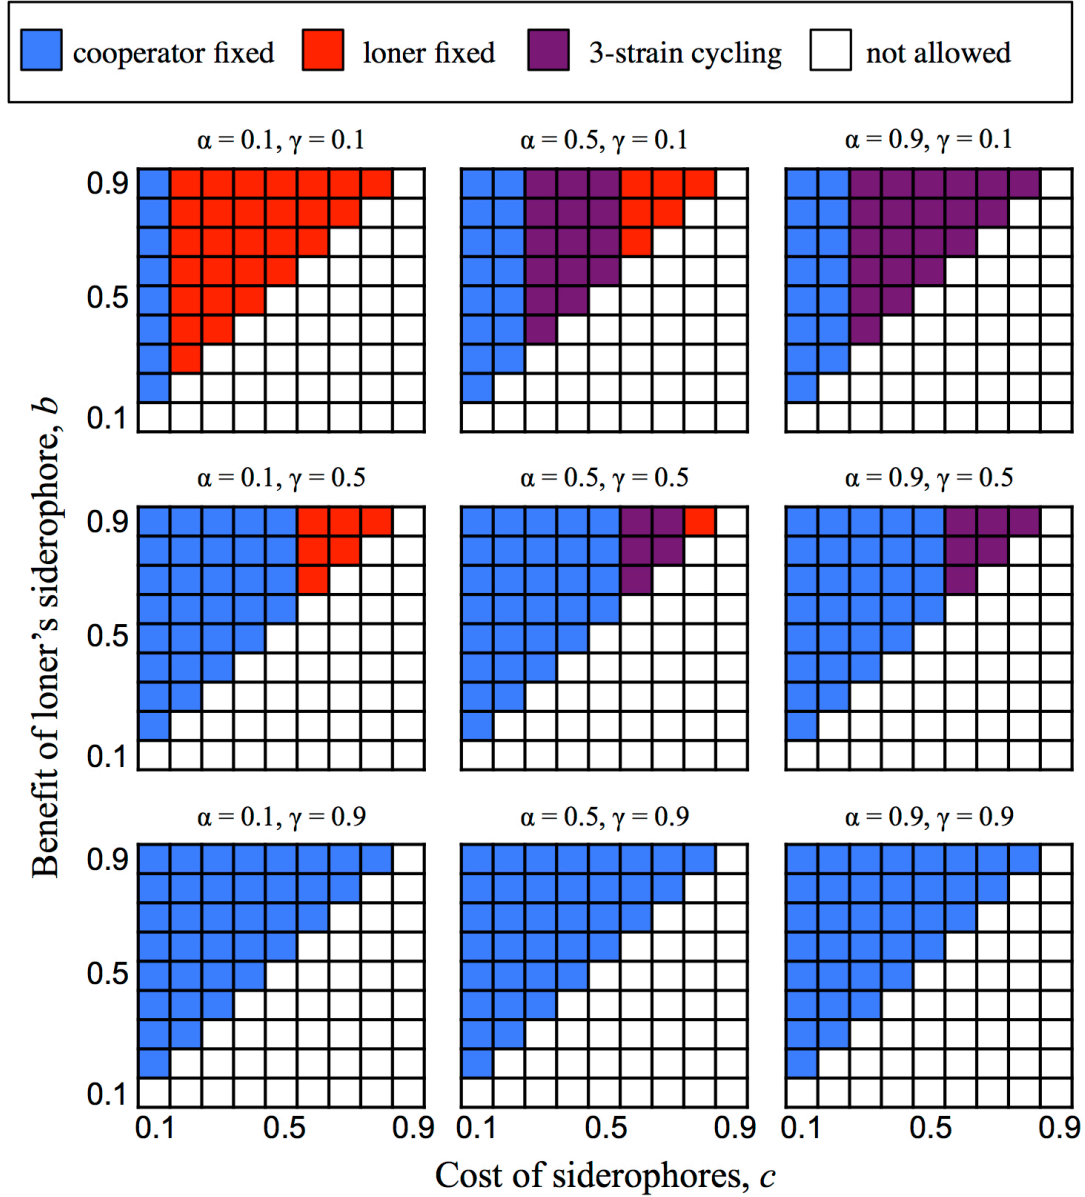 cooperator fixed loner fixed 3-strain cycling not allowed
α = 0.1, γ = 0.1 α = 0.5, γ = 0.1 α = 0.9, γ = 0.1
0.9
0.5
0.1
α = 0.1, γ = 0.5 α = 0.5, γ = 0.5 α = 0.9, γ = 0.5
0.9
0.5
0.1
Benefit of loner’s siderophore, b
α = 0.1, γ = 0.9 α = 0.5, γ = 0.9 α = 0.9, γ = 0.9
0.9
0.5
0.1
0.1 0.5 0.9 0.1 0.5 0.9 0.1 0.5 0.9
Cost of siderophores, c